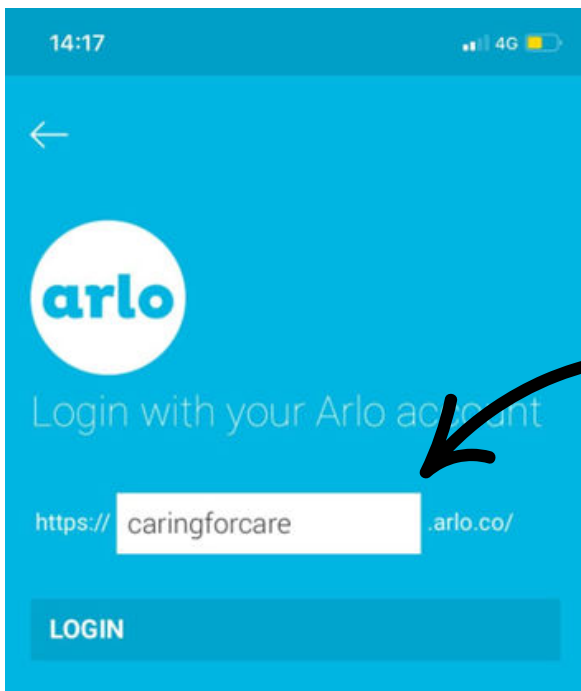 14:17 4G
arlo
Login with your Arlo account
https:// caringforcare .arlo.co/
LOGIN